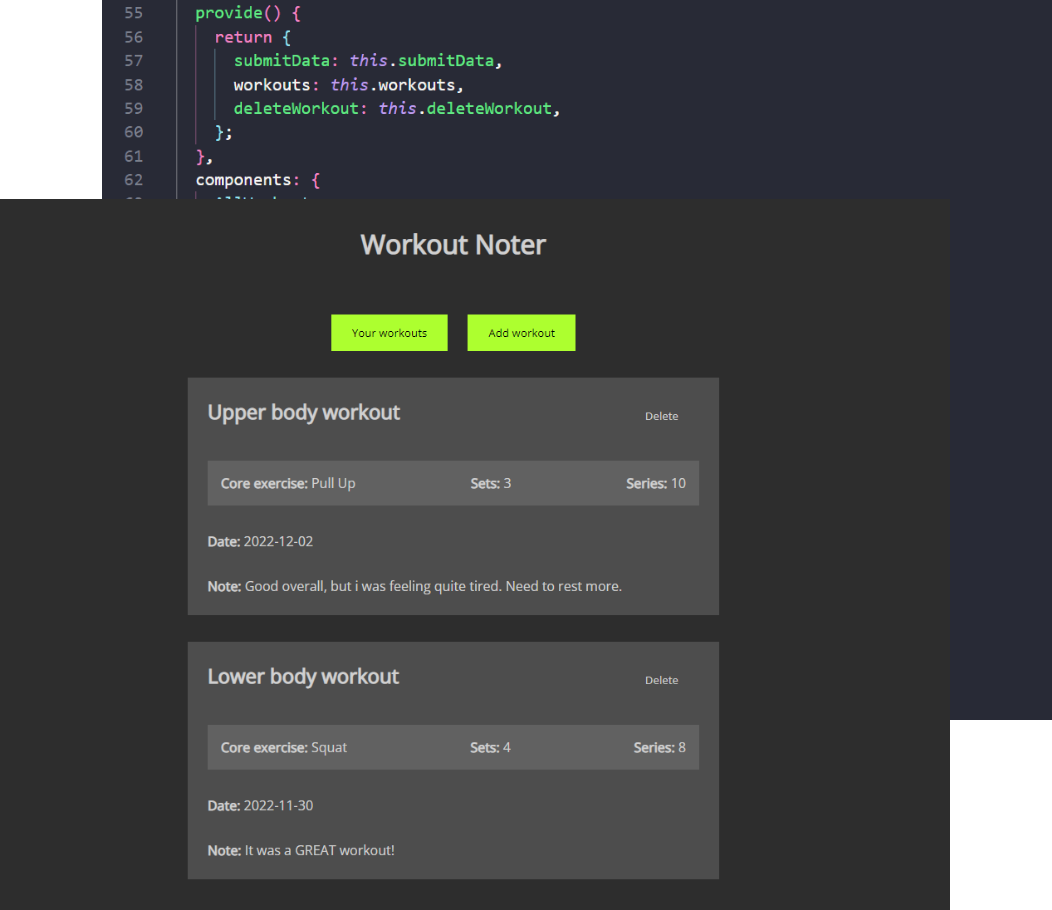 55 provide() {
56 return {
57 submitData: this.submitData,
58 workouts: this.workouts,
59 deleteWorkout: this.deleteWorkout,
60 };
61 },
62 components: {
Workout Noter
Your workouts Add workout
Upper body workout Delete
Core exercise: Pull Up Sets: 3 Series: 10
Date: 2022-12-02
Note: Good overall, but i was feeling quite tired. Need to rest more.
Lower body workout Delete
Core exercise: Squat Sets: 4 Series: 8
Date: 2022-11-30
Note: It was a GREAT workout!